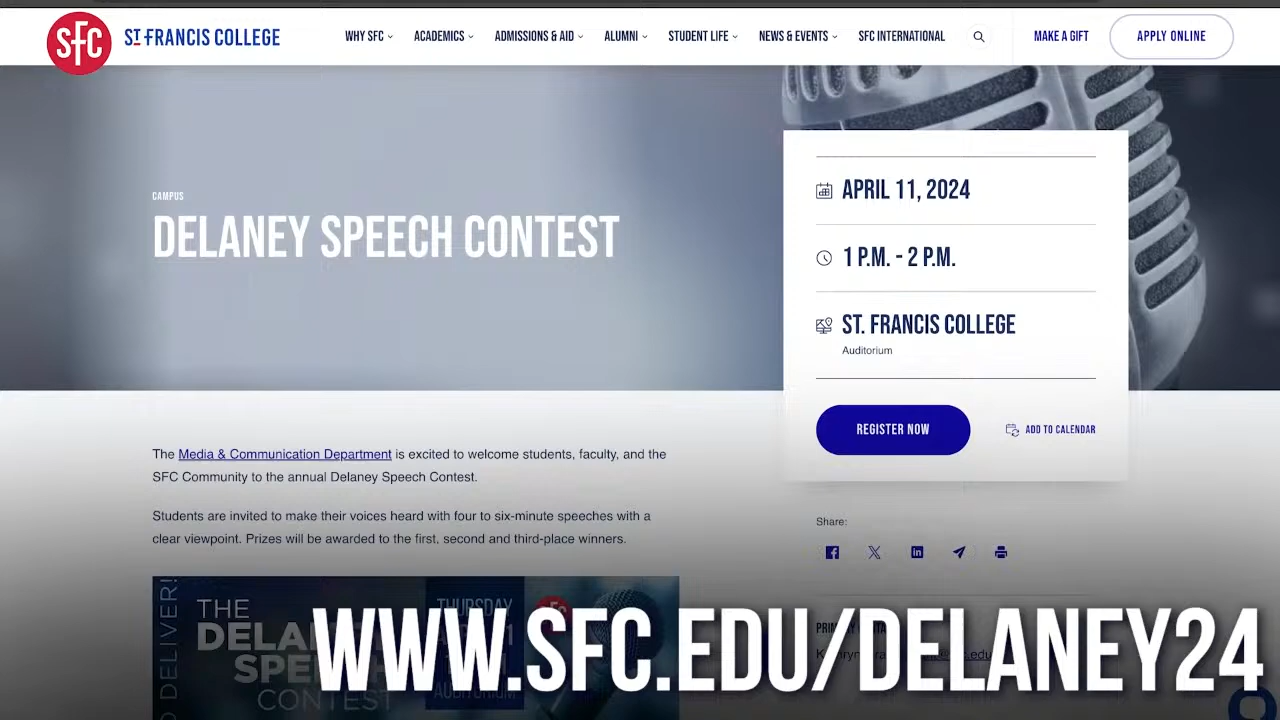 SFC
ST. FRANCIS COLLEGE
WHY SFC
ACADEMICS
ADMISSIONS & AID
ALUMNI
STUDENT LIFE
NEWS & EVENTS
SFC INTERNATIONAL
MAKE A GIFT
APPLY ONLINE
CAMPUS
DELANEY SPEECH CONTEST
APRIL 11, 2024
1 P.M. - 2 P.M.
ST. FRANCIS COLLEGE
Auditorium
REGISTER NOW
ADD TO CALENDAR
The Media & Communication Department is excited to welcome students, faculty, and the
SFC Community to the annual Delaney Speech Contest.
Students are invited to make their voices heard with four to six-minute speeches with a
clear viewpoint. Prizes will be awarded to the first, second and third-place winners.
Share:
DELIVER!
THE
CONTEST
THURSDAY
AUDITORIUM
WWW.SFC.EDU/DELANEY24